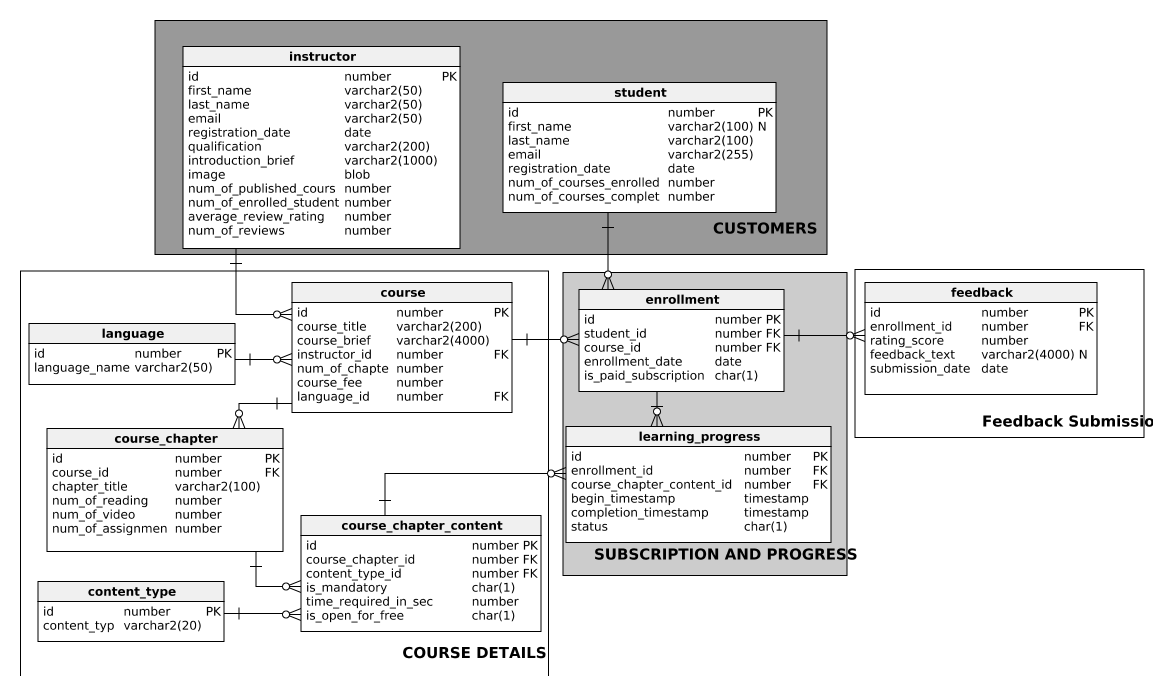 instructor
id number PK
first_name varchar2(50)
last_name varchar2(50)
email varchar2(50)
registration_date date
qualification varchar2(200)
introduction_brief varchar2(1000)
image blob
num_of_published_cours number
num_of_enrolled_student number
average_review_rating number
num_of_reviews number
student
id number PK
first_name varchar2(100) N
last_name varchar2(100)
email varchar2(255)
registration_date date
num_of_courses_enrolled number
num_of_courses_complet number
CUSTOMERS
course
id number PK
course_title varchar2(200)
course_brief varchar2(4000)
instructor_id number FK
num_of_chapte number
course_fee number
language_id number FK
language
id number PK
language_name varchar2(50)
course_chapter
id number PK
course_id number FK
chapter_title varchar2(100)
num_of_reading number
num_of_video number
num_of_assignmen number
course_chapter_content
id number PK
course_chapter_id number FK
content_type_id number FK
is_mandatory char(1)
time_required_in_sec number
is_open_for_free char(1)
content_type
id number PK
content_typ varchar2(20)
COURSE DETAILS
enrollment
id number PK
student_id number FK
course_id number FK
enrollment_date date
is_paid_subscription char(1)
learning_progress
id number PK
enrollment_id number FK
course_chapter_content_id number FK
begin_timestamp timestamp
completion_timestamp timestamp
status char(1)
SUBSCRIPTION AND PROGRESS
feedback
id number PK
enrollment_id number FK
rating_score number
feedback_text varchar2(4000) N
submission_date date
Feedback Submissio